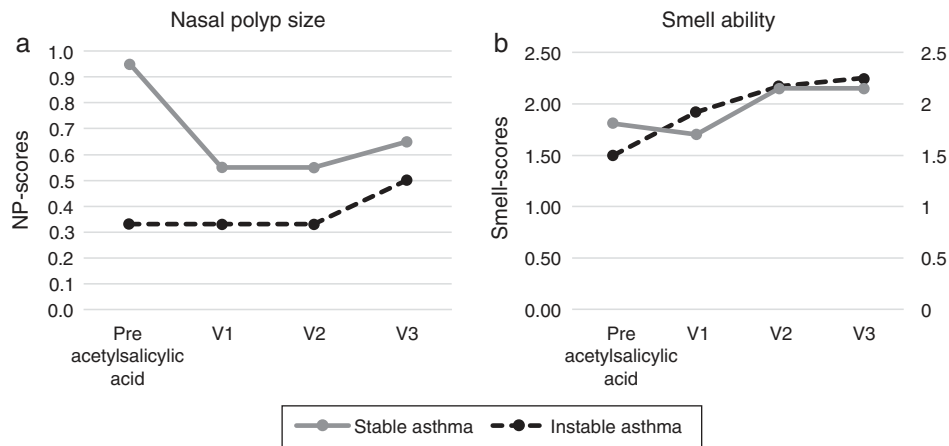 Nasal polyp size
Smell ability
a
b
NP-scores
1.0
0.9
0.8
0.7
0.6
0.5
0.4
0.3
0.2
0.1
0.0
Pre
acetylsalicylic
acid
V1
V2
V3
Smell-scores
2.50
2.00
1.50
1.00
0.50
0.00
2.5
2
1.5
1
0.5
0
Pre
acetylsalicylic
acid
V1
V2
V3
Stable asthma
Instable asthma